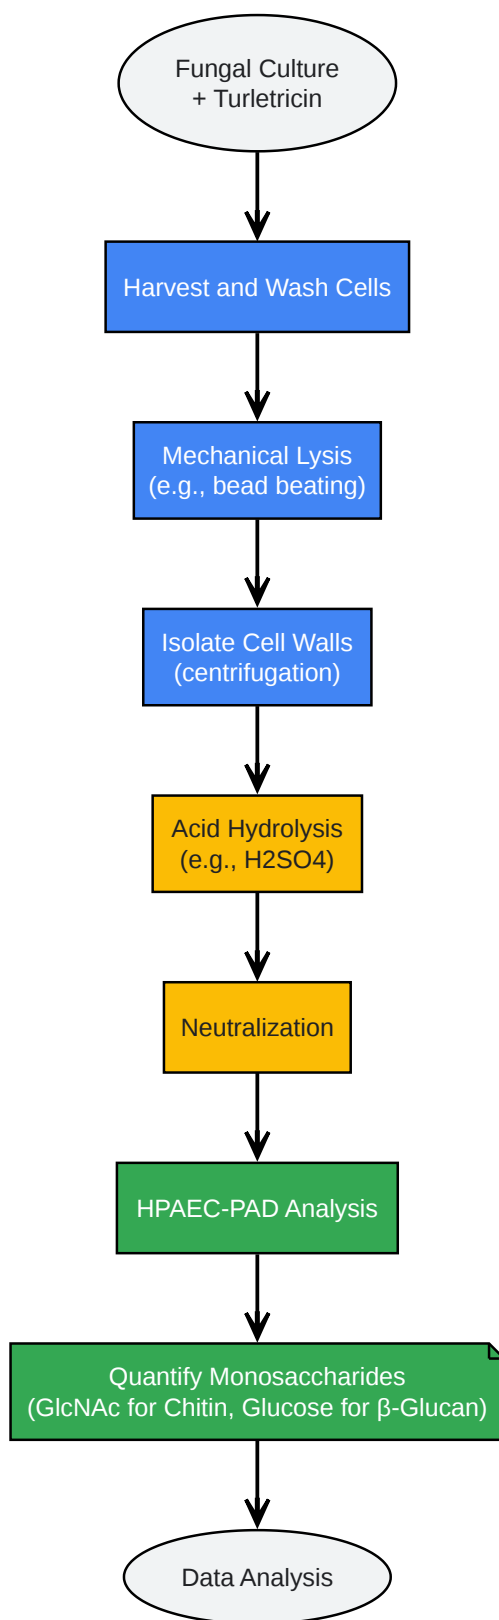 Fungal Culture
+ Turletricin
Harvest and Wash Cells
Mechanical Lysis
(e.g., bead beating)
Isolate Cell Walls
(centrifugation)
Acid Hydrolysis
(e.g., H2SO4)
Neutralization
HPAEC-PAD Analysis
Quantify Monosaccharides
(GlcNAc for Chitin, Glucose for β-Glucan)
Data Analysis